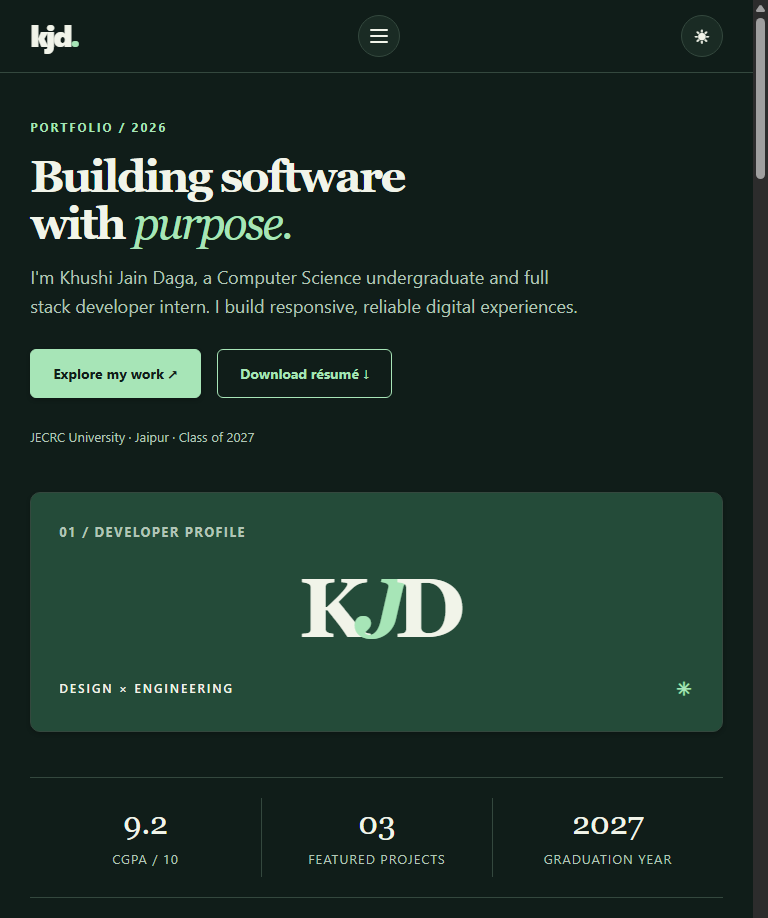 kjd.
PORTFOLIO / 2026
Building software
with purpose.
I'm Khushi Jain Daga, a Computer Science undergraduate and full
stack developer intern. I build responsive, reliable digital experiences.
Explore my work ↗
Download résumé ↓
JECRC University · Jaipur · Class of 2027
01 / DEVELOPER PROFILE
KJD
DESIGN × ENGINEERING
9.2
CGPA / 10
03
FEATURED PROJECTS
2027
GRADUATION YEAR